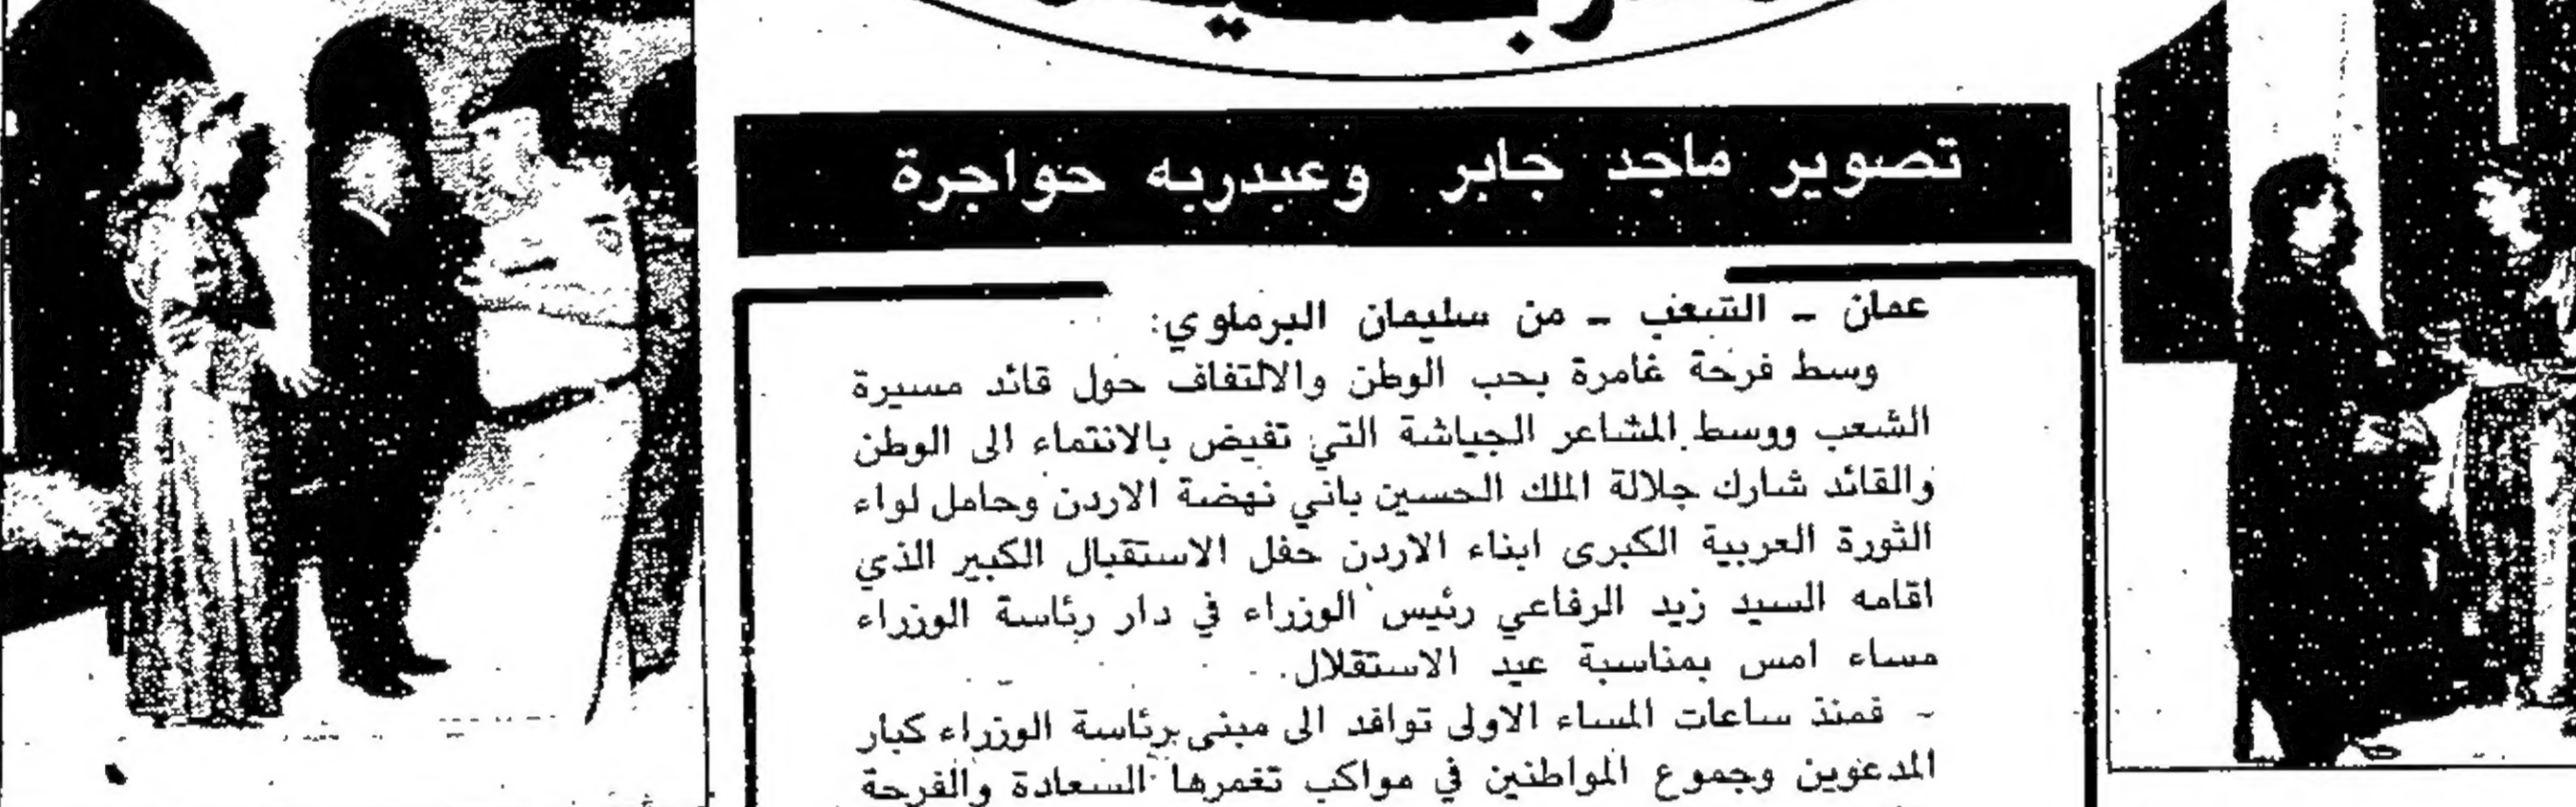 تصوير ماجد جابر وعبدربه حواجرة
عمان - الشعب - من سليمان البرماوي:
وسط فرحة غامرة بحب الوطن والالتفاف حول قائد مسيرة
الشعب ووسط المشاعر الجياشة التي تفيض بالانتماء الى الوطن
والقائد شارك جلالة الملك الحسين باني نهضة الاردن وحامل لواء
الثورة العربية الكبرى ابناء الاردن حفل الاستقبال الكبير الذي
اقامه السيد زيد الرفاعي رئيس الوزراء في دار رئاسة الوزراء
مساء امس بمناسبة عيد الاستقلال.
فمنذ ساعات المساء الاولى توافد الى مبنى رئاسة الوزراء كبار
المدعوين وجموع المواطنين في مواكب تغمرها السعادة والفرحة